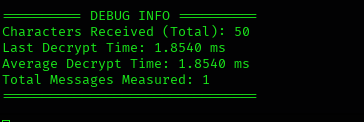 ========== DEBUG INFO ==========
Characters Received (Total): 50
Last Decrypt Time: 1.8540 ms
Average Decrypt Time: 1.8540 ms
Total Messages Measured: 1
================================